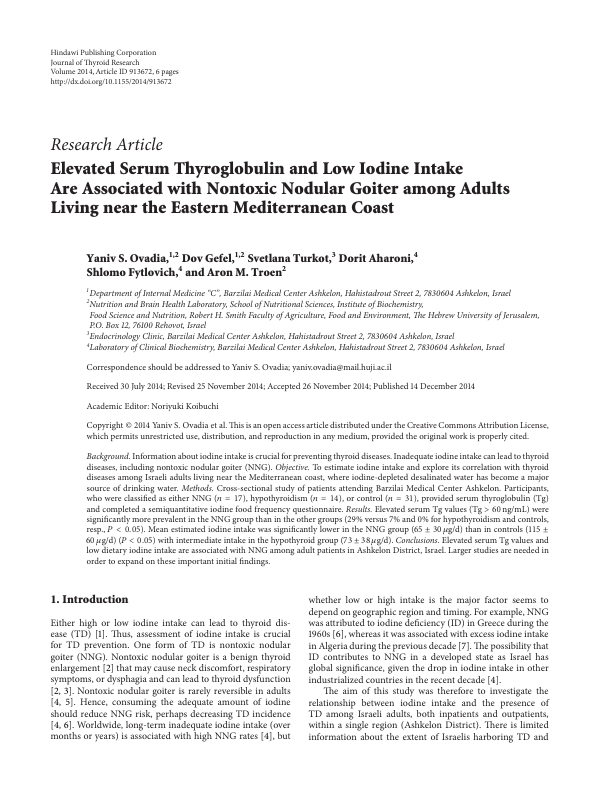 Hindawi Publishing Corporation
Journal of Thyroid Research
Volume 2014, Article ID 913672, 6 pages
http://dx.doi.org/10.1155/2014/913672
Research Article
Elevated Serum Thyroglobulin and Low Iodine Intake
Are Associated with Nontoxic Nodular Goiter among Adults
Living near the Eastern Mediterranean Coast
Yaniv S. Ovadia,1,2 Dov Gefel,1,2 Svetlana Turkot,3 Dorit Aharoni,4
Shlomo Fytlovich,4 and Aron M. Troen2
1Department of Internal Medicine "C", Barzilai Medical Center Ashkelon, Hahistadrout Street 2, 7830604 Ashkelon, Israel
2Nutrition and Brain Health Laboratory, School of Nutritional Sciences, Institute of Biochemistry,
Food Science and Nutrition, Robert H. Smith Faculty of Agriculture, Food and Environment, The Hebrew University of Jerusalem,
P.O. Box 12, 76100 Rehovot, Israel
3Endocrinology Clinic, Barzilai Medical Center Ashkelon, Hahistadrout Street 2, 7830604 Ashkelon, Israel
4Laboratory of Clinical Biochemistry, Barzilai Medical Center Ashkelon, Hahistadrout Street 2, 7830604 Ashkelon, Israel
Correspondence should be addressed to Yaniv S. Ovadia; yaniv.ovadia@mail.huji.ac.il
Received 30 July 2014; Revised 25 November 2014; Accepted 26 November 2014; Published 14 December 2014
Academic Editor: Noriyuki Koibuchi
Copyright © 2014 Yaniv S. Ovadia et al. This is an open access article distributed under the Creative Commons Attribution License,
which permits unrestricted use, distribution, and reproduction in any medium, provided the original work is properly cited.
Background. Information about iodine intake is crucial for preventing thyroid diseases. Inadequate iodine intake can lead to thyroid
diseases, including nontoxic nodular goiter (NNG). Objective. To estimate iodine intake and explore its correlation with thyroid
diseases among Israeli adults living near the Mediterranean coast, where iodine-depleted desalinated water has become a major
source of drinking water. Methods. Cross-sectional study of patients attending Barzilai Medical Center Ashkelon. Participants,
who were classified as either NNG (n = 17), hypothyroidism (n = 14), or control (n = 31), provided serum thyroglobulin (Tg)
and completed a semiquantitative iodine food frequency questionnaire. Results. Elevated serum Tg values (Tg > 60 ng/mL) were
significantly more prevalent in the NNG group than in the other groups (29% versus 7% and 0% for hypothyroidism and controls,
resp., P < 0.05). Mean estimated iodine intake was significantly lower in the NNG group (65 ± 30 μg/d) than in controls (115 ±
60 μg/d) (P < 0.05) with intermediate intake in the hypothyroid group (73 ± 38 μg/d). Conclusions. Elevated serum Tg values and
low dietary iodine intake are associated with NNG among adult patients in Ashkelon District, Israel. Larger studies are needed in
order to expand on these important initial findings.
1. Introduction
Either high or low iodine intake can lead to thyroid dis-
ease (TD) [1]. Thus, assessment of iodine intake is crucial
for TD prevention. One form of TD is nontoxic nodular
goiter (NNG). Nontoxic nodular goiter is a benign thyroid
enlargement [2] that may cause neck discomfort, respiratory
symptoms, or dysphagia and can lead to thyroid dysfunction
[2, 3]. Nontoxic nodular goiter is rarely reversible in adults
[4, 5]. Hence, consuming the adequate amount of iodine
should reduce NNG risk, perhaps decreasing TD incidence
[4, 6]. Worldwide, long-term inadequate iodine intake (over
months or years) is associated with high NNG rates [4], but
whether low or high intake is the major factor seems to
depend on geographic region and timing. For example, NNG
was attributed to iodine deficiency (ID) in Greece during the
1960s [6], whereas it was associated with excess iodine intake
in Algeria during the previous decade [7]. The possibility that
ID contributes to NNG in a developed state as Israel has
global significance, given the drop in iodine intake in other
industrialized countries in the recent decade [4].
The aim of this study was therefore to investigate the
relationship between iodine intake and the presence of
TD among Israeli adults, both inpatients and outpatients,
within a single region (Ashkelon District). There is limited
information about the extent of Israelis harboring TD and